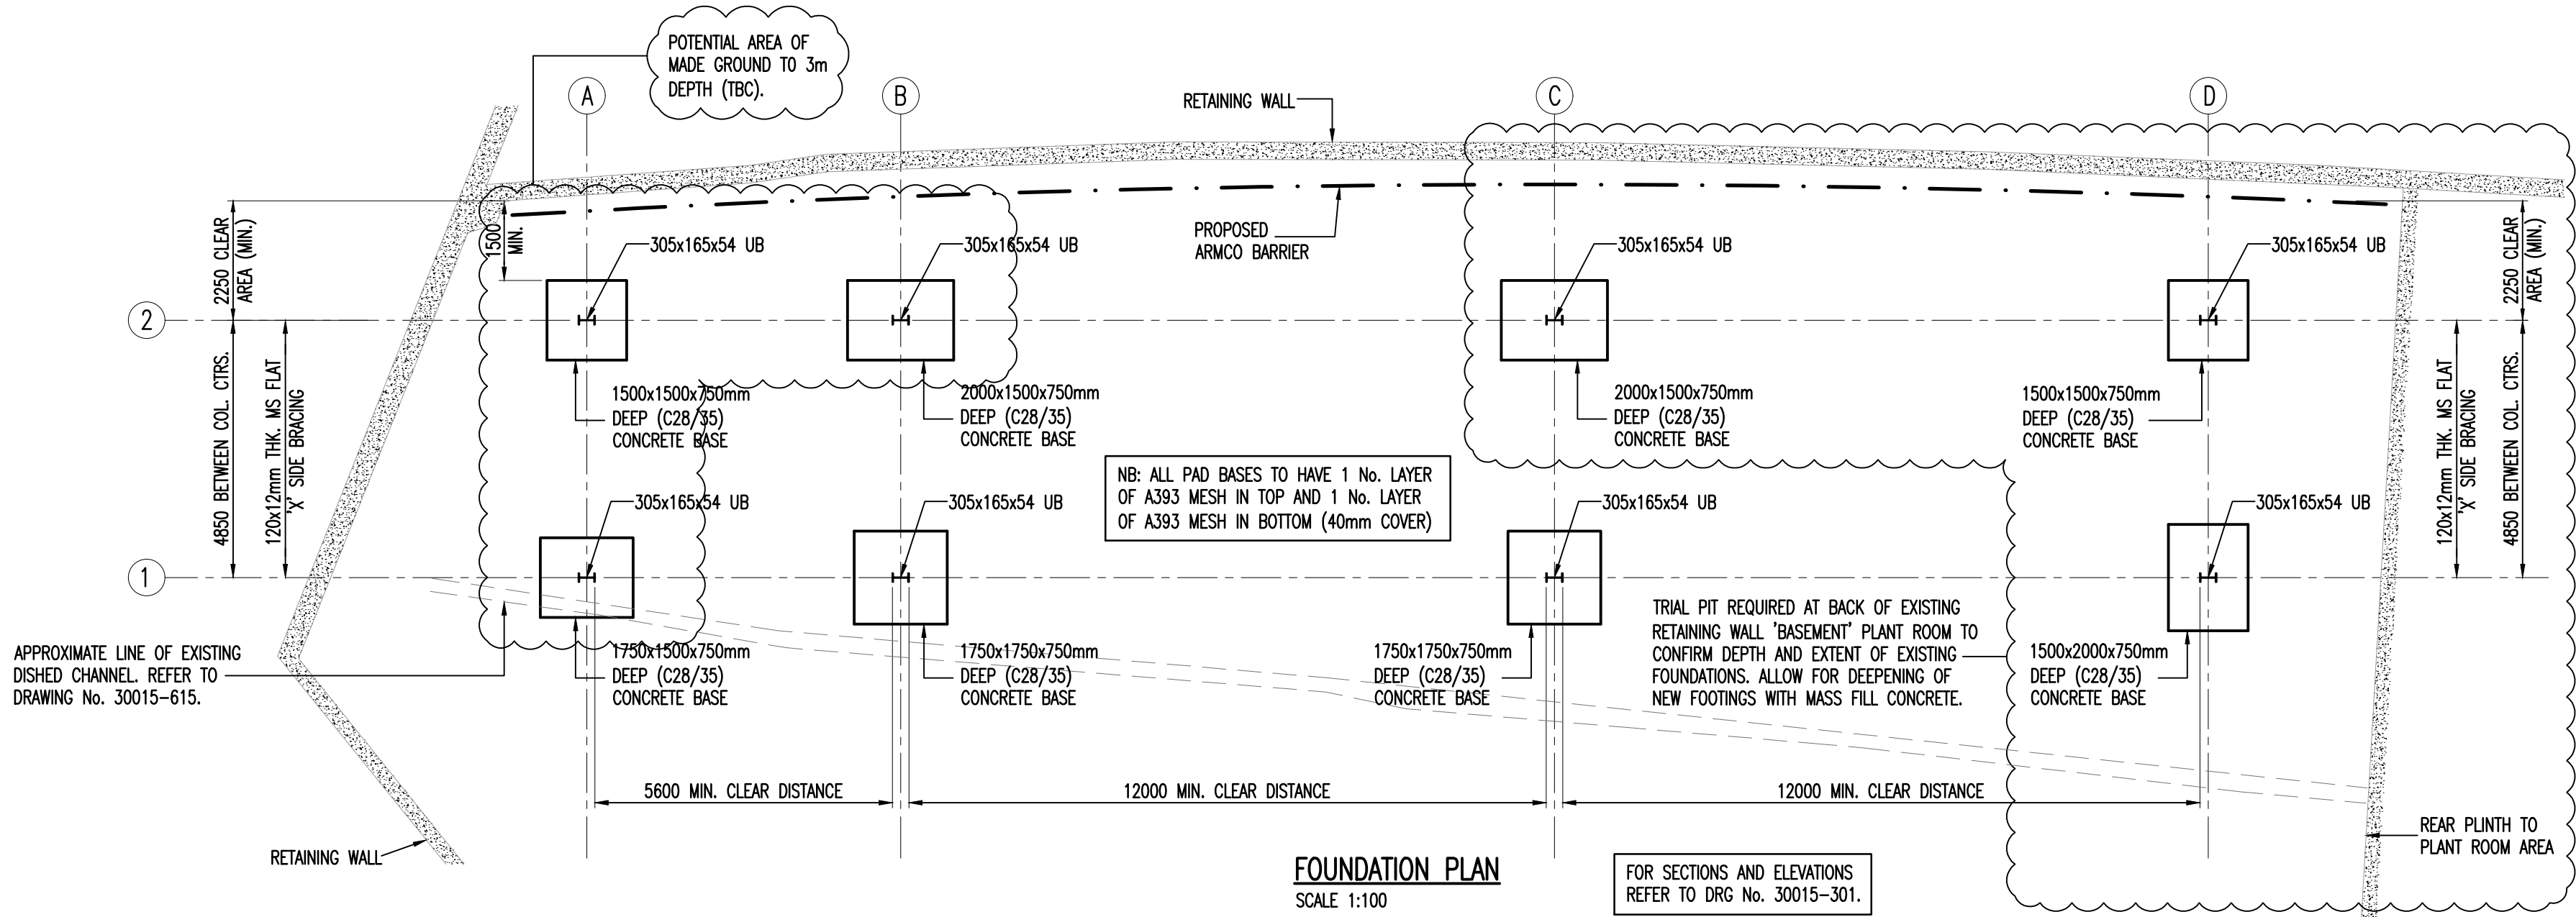 POTENTIAL AREA OF
MADE GROUND TO 3m
DEPTH (TBC).
A
B
C
D
RETAINING WALL
2250 CLEAR
AREA (MIN.)
1500
MIN.
305x165x54 UB
305x165x54 UB
PROPOSED
ARMCO BARRIER
305x165x54 UB
305x165x54 UB
2250 CLEAR
AREA (MIN.)
2
4850 BETWEEN COL. CTRS.
120x12mm THK. MS FLAT
'X' SIDE BRACING
1500x1500x750mm
DEEP (C28/35)
CONCRETE BASE
2000x1500x750mm
DEEP (C28/35)
CONCRETE BASE
2000x1500x750mm
DEEP (C28/35)
CONCRETE BASE
1500x1500x750mm
DEEP (C28/35)
CONCRETE BASE
120x12mm THK. MS FLAT
'X' SIDE BRACING
4850 BETWEEN COL. CTRS.
NB: ALL PAD BASES TO HAVE 1 No. LAYER
OF A393 MESH IN TOP AND 1 No. LAYER
OF A393 MESH IN BOTTOM (40mm COVER)
305x165x54 UB
305x165x54 UB
305x165x54 UB
305x165x54 UB
1
APPROXIMATE LINE OF EXISTING
DISHED CHANNEL. REFER TO
DRAWING No. 30015-615.
1750x1500x750mm
DEEP (C28/35)
CONCRETE BASE
1750x1750x750mm
DEEP (C28/35)
CONCRETE BASE
1750x1750x750mm
DEEP (C28/35)
CONCRETE BASE
TRIAL PIT REQUIRED AT BACK OF EXISTING
RETAINING WALL 'BASEMENT' PLANT ROOM TO
CONFIRM DEPTH AND EXTENT OF EXISTING
FOUNDATIONS. ALLOW FOR DEEPENING OF
NEW FOOTINGS WITH MASS FILL CONCRETE.
1500x2000x750mm
DEEP (C28/35)
CONCRETE BASE
5600 MIN. CLEAR DISTANCE
12000 MIN. CLEAR DISTANCE
12000 MIN. CLEAR DISTANCE
RETAINING WALL
REAR PLINTH TO
PLANT ROOM AREA
FOUNDATION PLAN
SCALE 1:100
FOR SECTIONS AND ELEVATIONS
REFER TO DRG No. 30015-301.